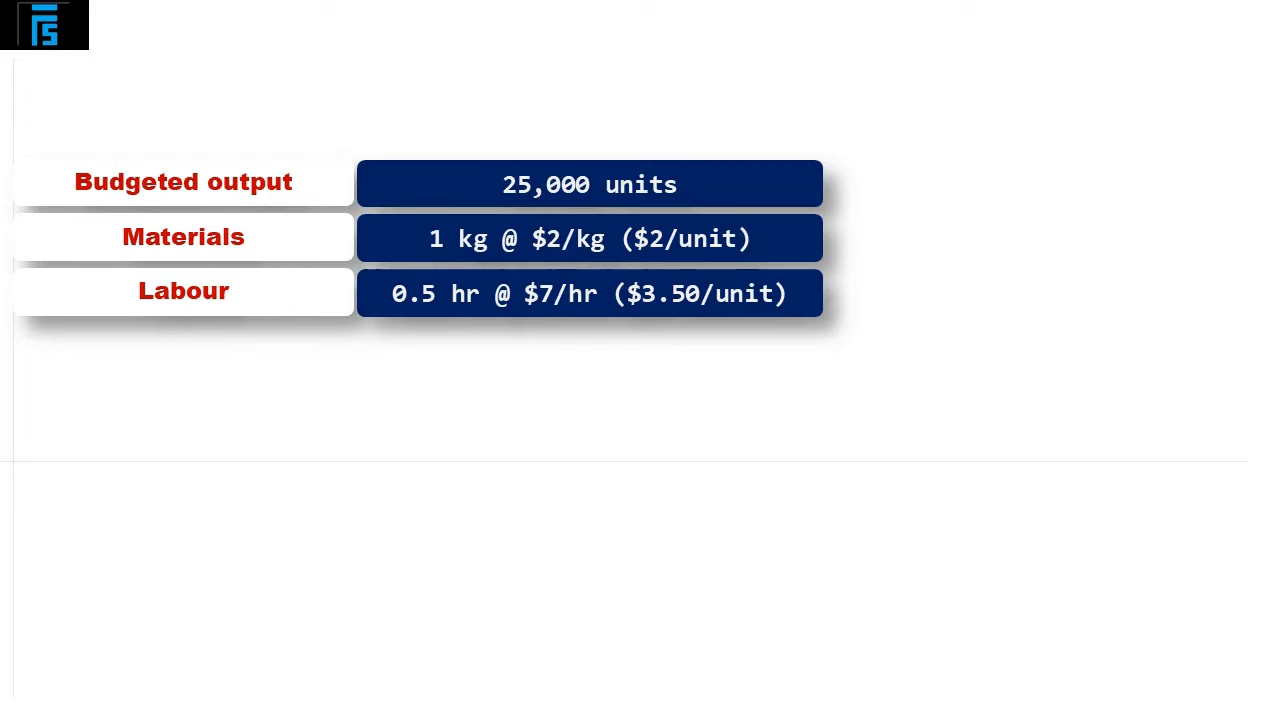 Budgeted output 25,000 units
Materials 1 kg @ $2/kg ($2/unit)
Labour 0.5 hr @ $7/hr ($3.50/unit)